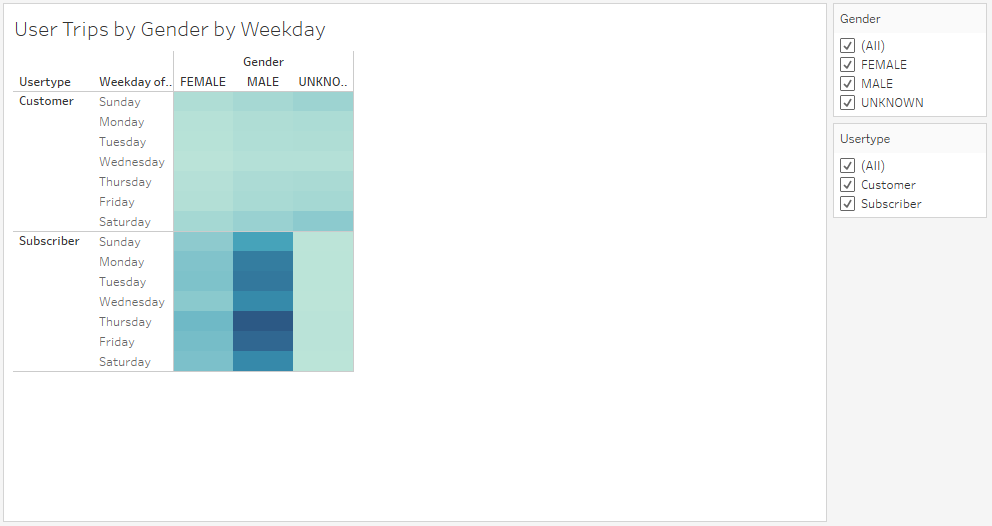 User Trips by Gender by Weekday
Gender
Usertype Weekday of.. FEMALE MALE UNKNO..
Customer Sunday
Monday
Tuesday
Wednesday
Thursday
Friday
Saturday
Subscriber Sunday
Monday
Tuesday
Wednesday
Thursday
Friday
Saturday
Gender
(All)
FEMALE
MALE
UNKNOWN
Usertype
(All)
Customer
Subscriber